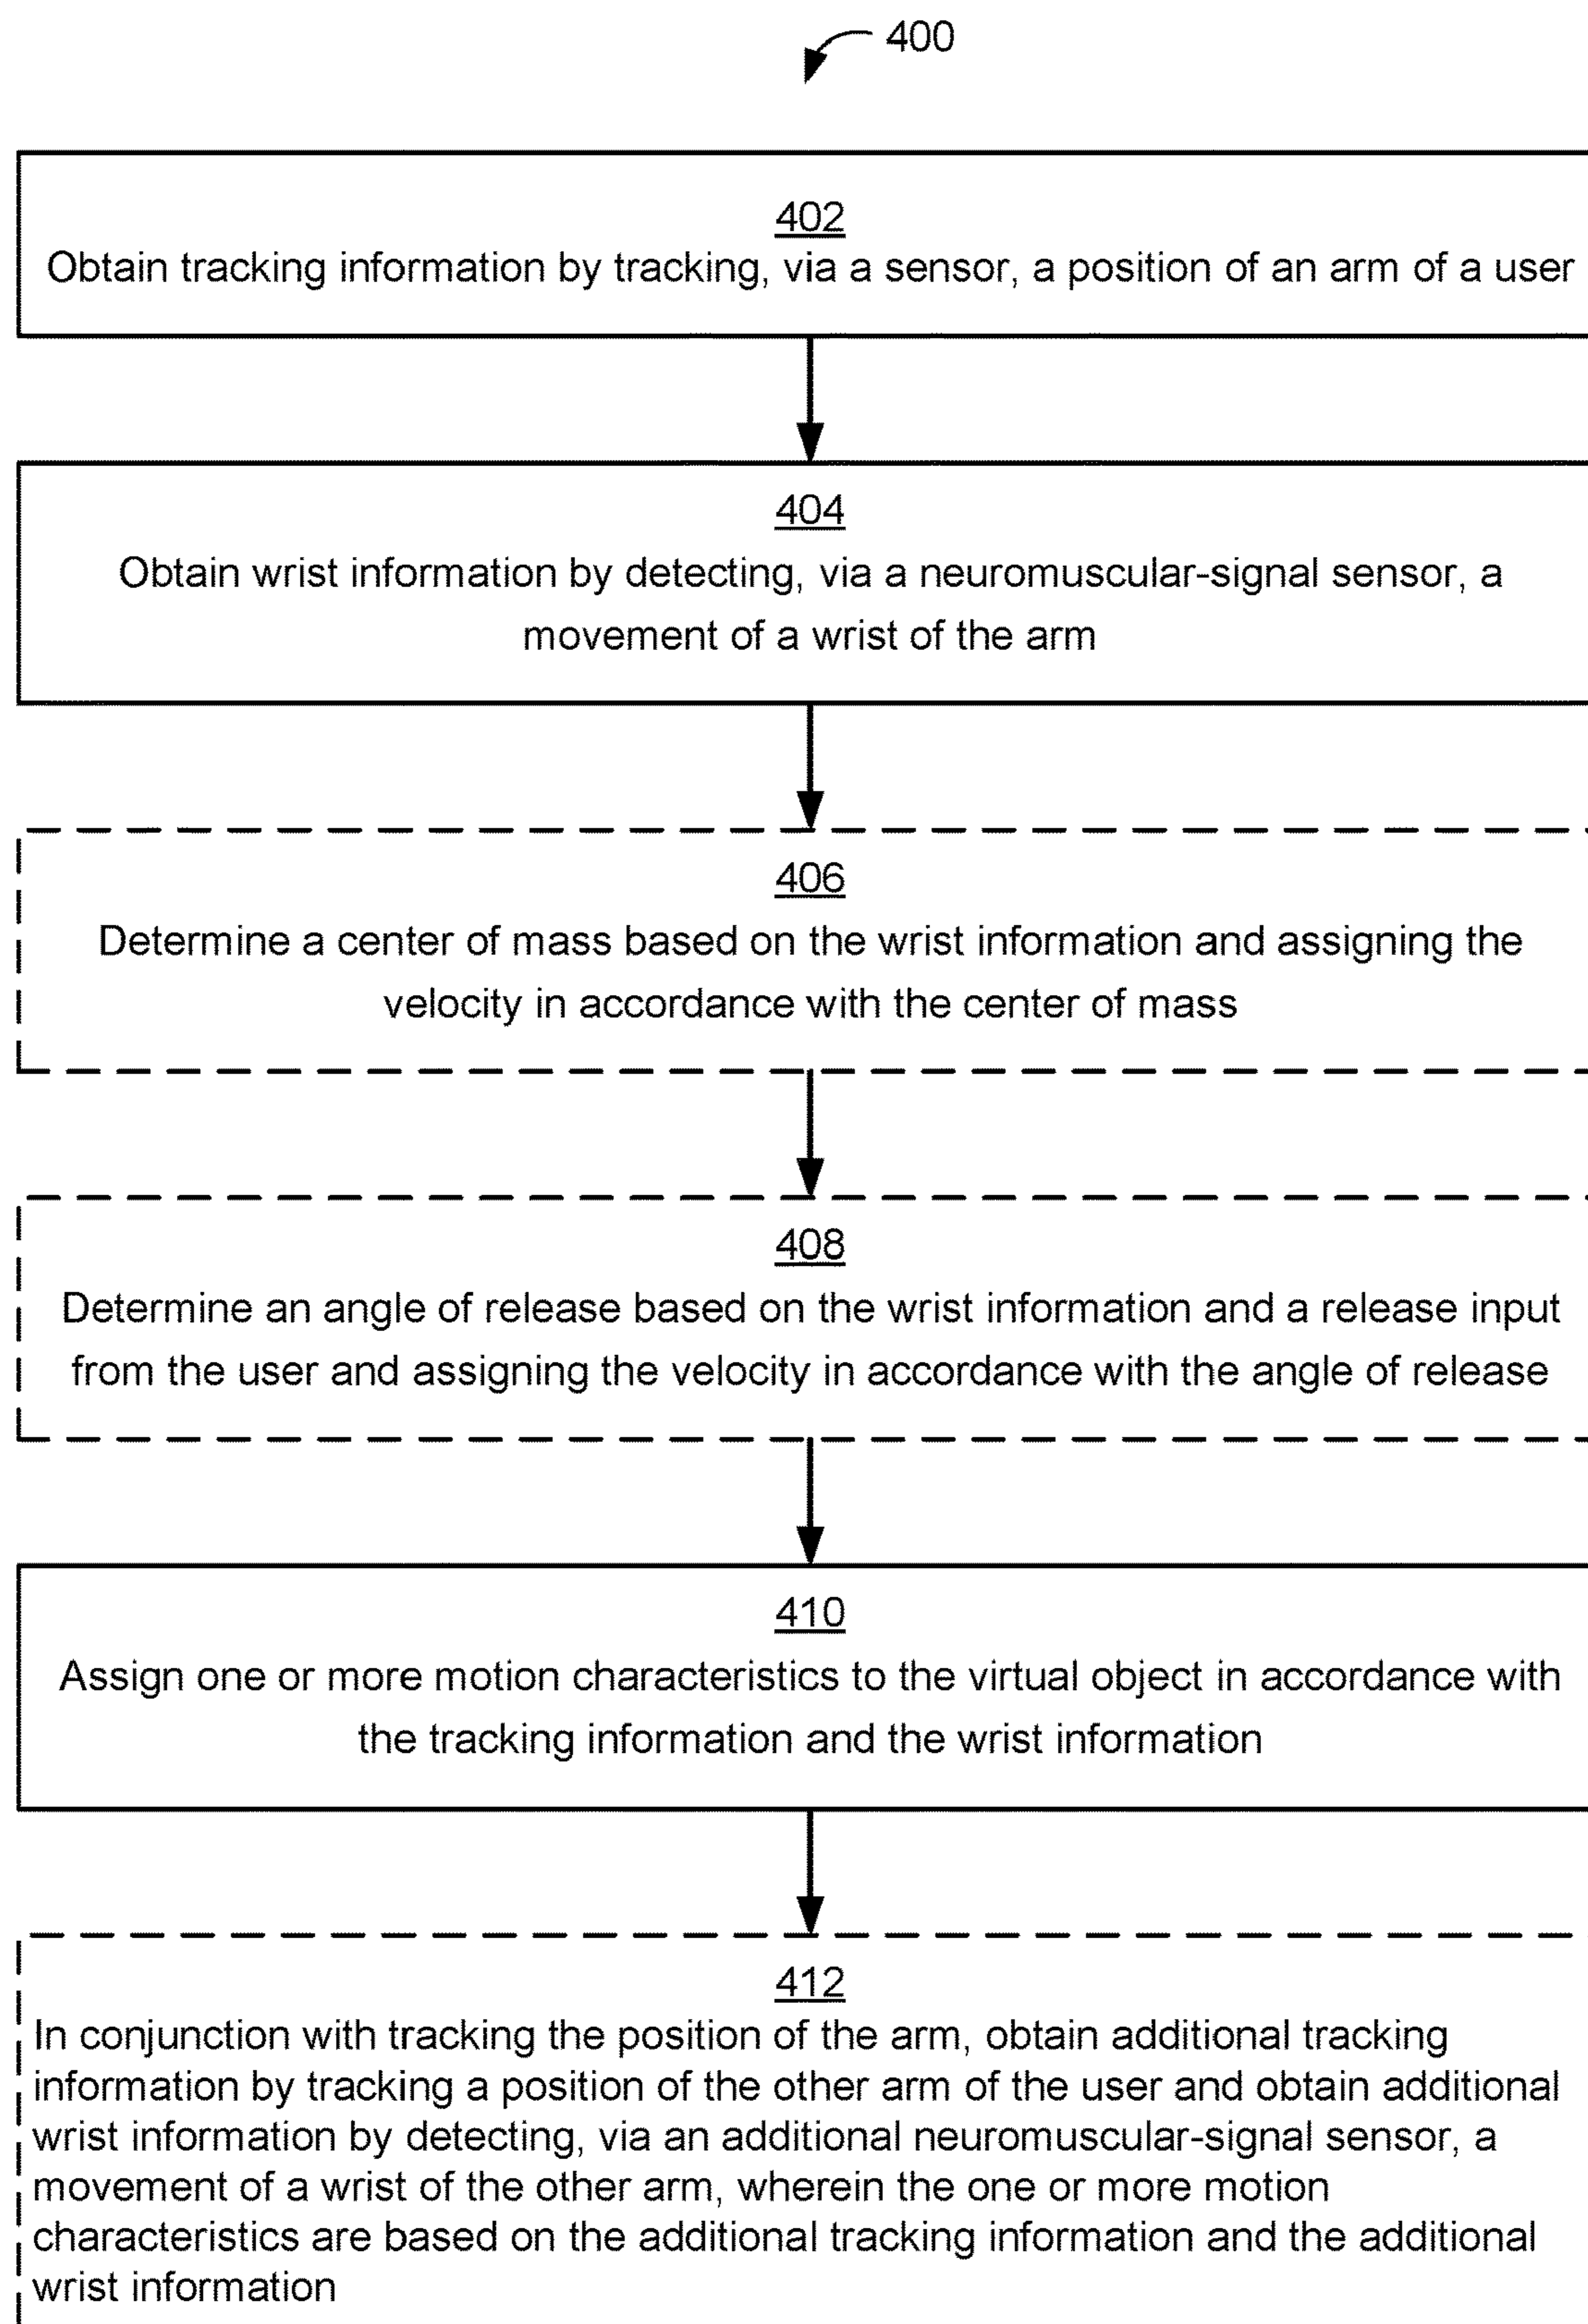 400
402
Obtain tracking information by tracking, via a sensor, a position of an arm of a user
404
Obtain wrist information by detecting, via a neuromuscular-signal sensor, a
movement of a wrist of the arm
406
Determine a center of mass based on the wrist information and assigning the
velocity in accordance with the center of mass
408
Determine an angle of release based on the wrist information and a release input
from the user and assigning the velocity in accordance with the angle of release
410
Assign one or more motion characteristics to the virtual object in accordance with
the tracking information and the wrist information
412
In conjunction with tracking the position of the arm, obtain additional tracking
information by tracking a position of the other arm of the user and obtain additional
wrist information by detecting, via an additional neuromuscular-signal sensor, a
movement of a wrist of the other arm, wherein the one or more motion
characteristics are based on the additional tracking information and the additional
wrist information